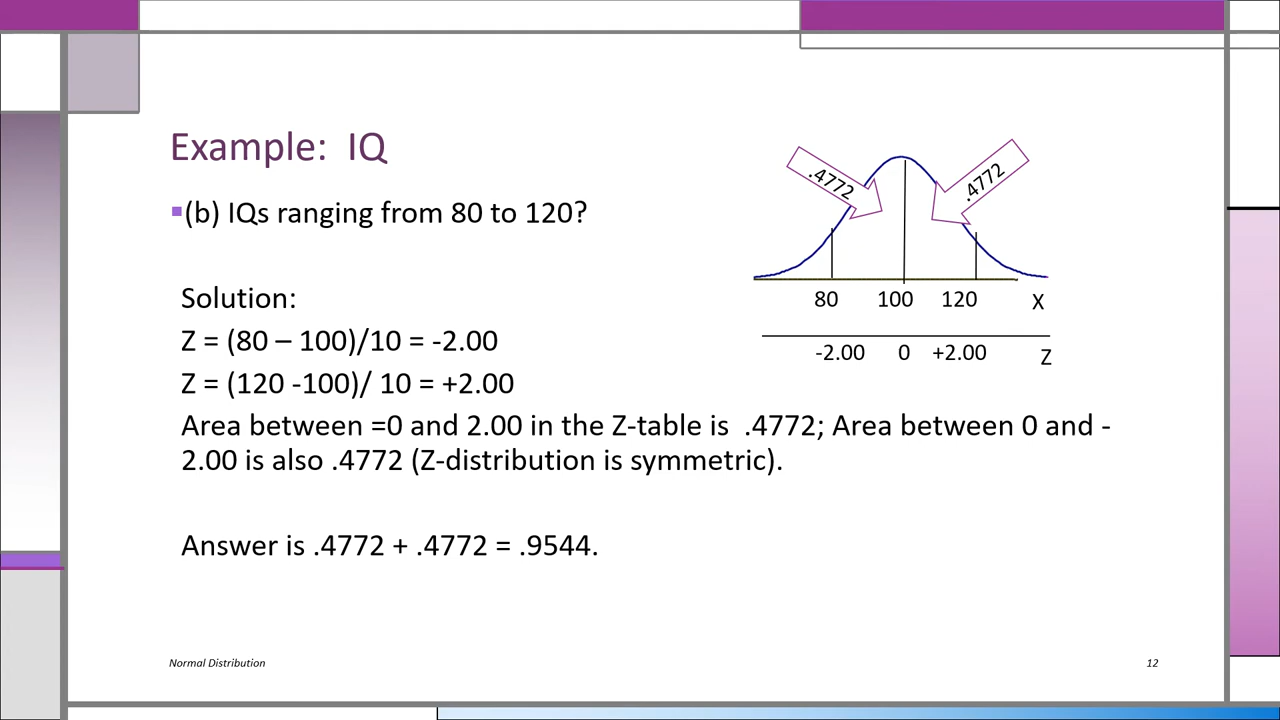 Example:  IQ
▪(b) IQs ranging from 80 to 120?
Solution:
Z = (80 – 100)/10 = -2.00
Z = (120 -100)/ 10 = +2.00
Area between =0 and 2.00 in the Z-table is  .4772; Area between 0 and -
2.00 is also .4772 (Z-distribution is symmetric).
Answer is .4772 + .4772 = .9544.
.4772
.4772
80 100 120 X
-2.00 0 +2.00 Z
Normal Distribution
12